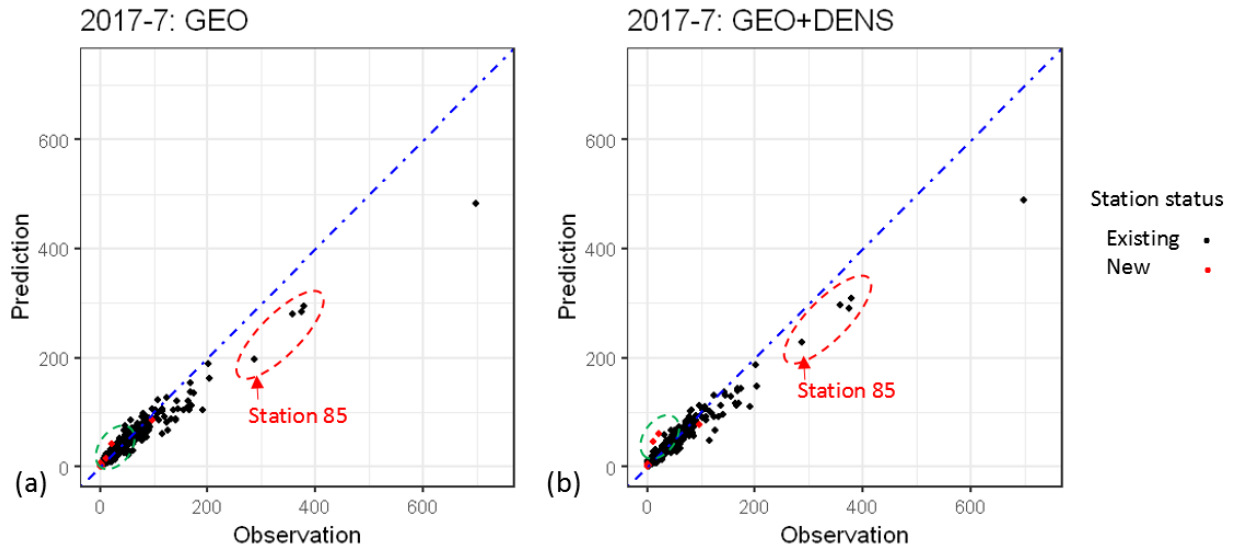 2017-7: GEO
Prediction
600
400
200
0
Station 85
0
200
400
600
Observation
(a)
2017-7: GEO+DENS
Prediction
600
400
200
0
Station 85
0
200
400
600
Observation
(b)
Station status
Existing
New